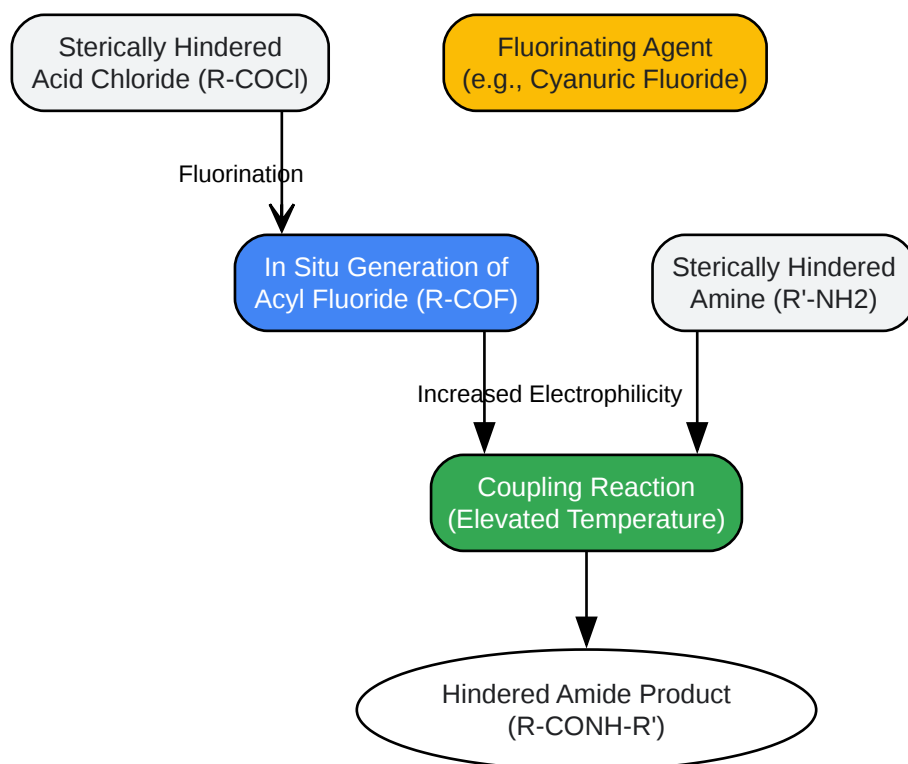 Sterically Hindered
Acid Chloride (R-COCl)
Fluorinating Agent
(e.g., Cyanuric Fluoride)
Fluorination
In Situ Generation of
Acyl Fluoride (R-COF)
Sterically Hindered
Amine (R'-NH2)
Increased Electrophilicity
Coupling Reaction
(Elevated Temperature)
Hindered Amide Product
(R-CONH-R')